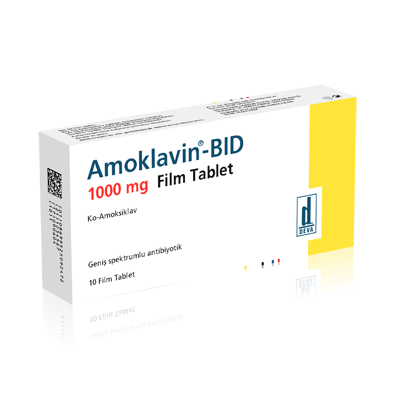 Amoklavin®-BID
1000 mg Film Tablet
Ko-Amoksiklav
Geniş spektrumlu antibiyotik
10 Film Tablet
d
DEVA